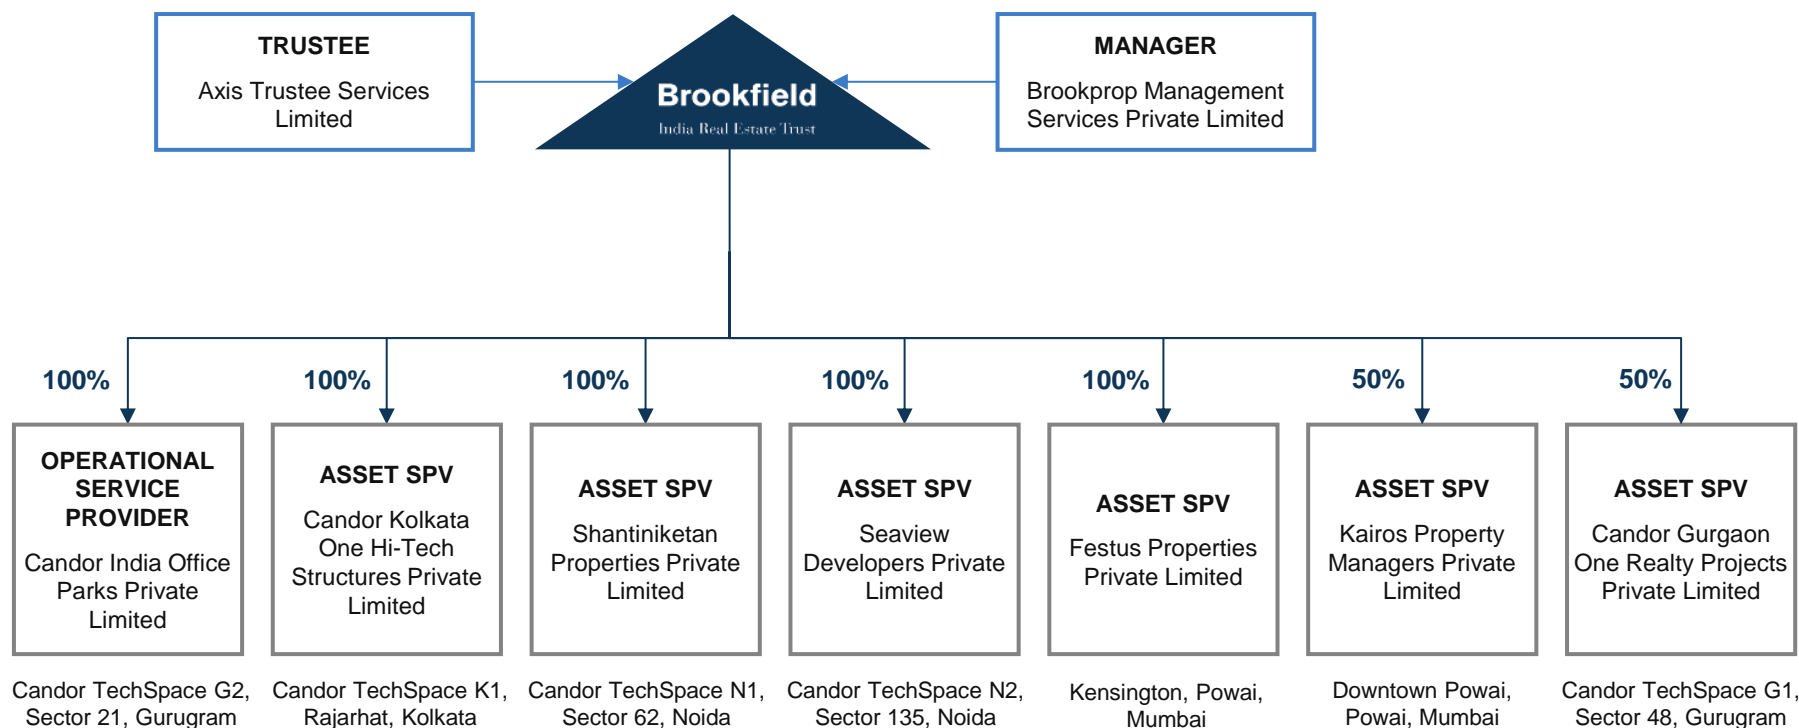 TRUSTEE
Axis Trustee Services
Limited
Brookfield
India Real Estate Trust
MANAGER
Brookprop Management
Services Private Limited
100%
100%
100%
100%
100%
50%
50%
OPERATIONAL
SERVICE
PROVIDER
Candor India Office
Parks Private
Limited
ASSET SPV
Candor Kolkata
One Hi-Tech
Structures Private
Limited
ASSET SPV
Shantiniketan
Properties Private
Limited
ASSET SPV
Seaview
Developers Private
Limited
ASSET SPV
Festus Properties
Private Limited
ASSET SPV
Kairos Property
Managers Private
Limited
ASSET SPV
Candor Gurgaon
One Realty Projects
Private Limited
Candor TechSpace G2,
Sector 21, Gurugram
Candor TechSpace K1,
Rajarhat, Kolkata
Candor TechSpace N1,
Sector 62, Noida
Candor TechSpace N2,
Sector 135, Noida
Kensington, Powai,
Mumbai
Downtown Powai,
Powai, Mumbai
Candor TechSpace G1,
Sector 48, Gurugram